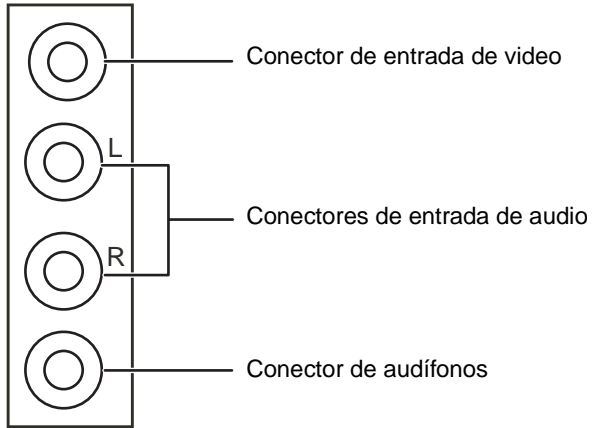 Conector de entrada de video
L
Conectores de entrada de audio
R
Conector de audífonos